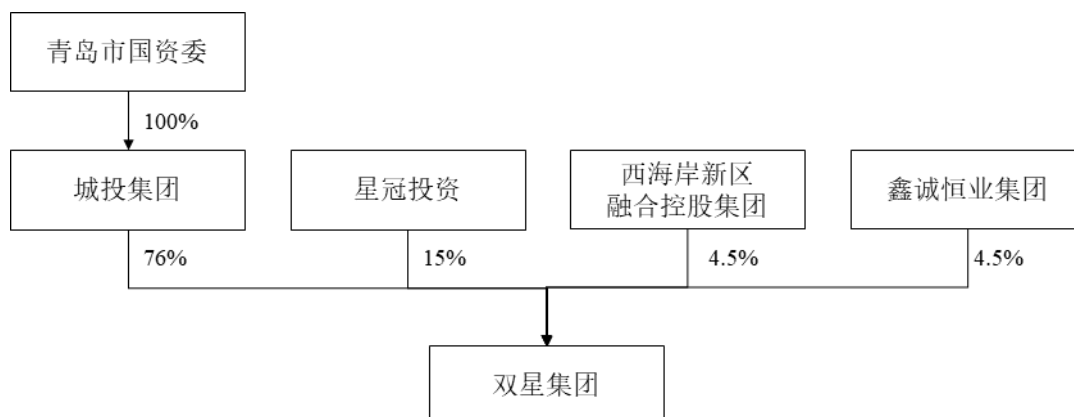 青岛市国资委
100%
城投集团
星冠投资
西海岸新区
融合控股集团
鑫诚恒业集团
76%
15%
4.5%
4.5%
双星集团